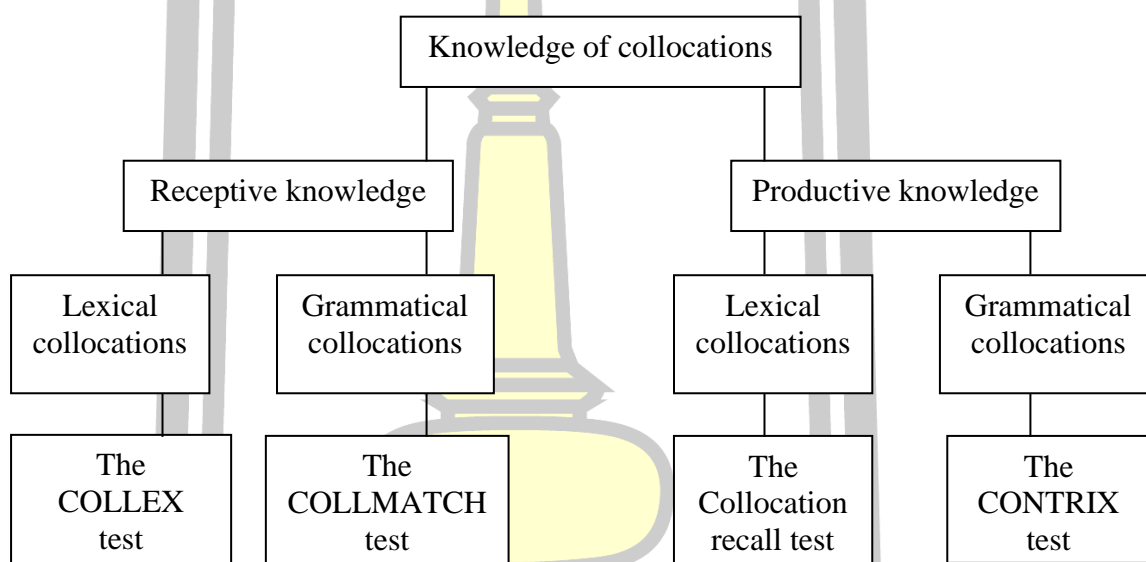 Knowledge of collocations
Receptive knowledge
Productive knowledge
Lexical
collocations
Grammatical
collocations
Lexical
collocations
Grammatical
collocations
The
COLLEX
test
The
COLLMATCH
test
The
Collocation
recall test
The
CONTRIX
test